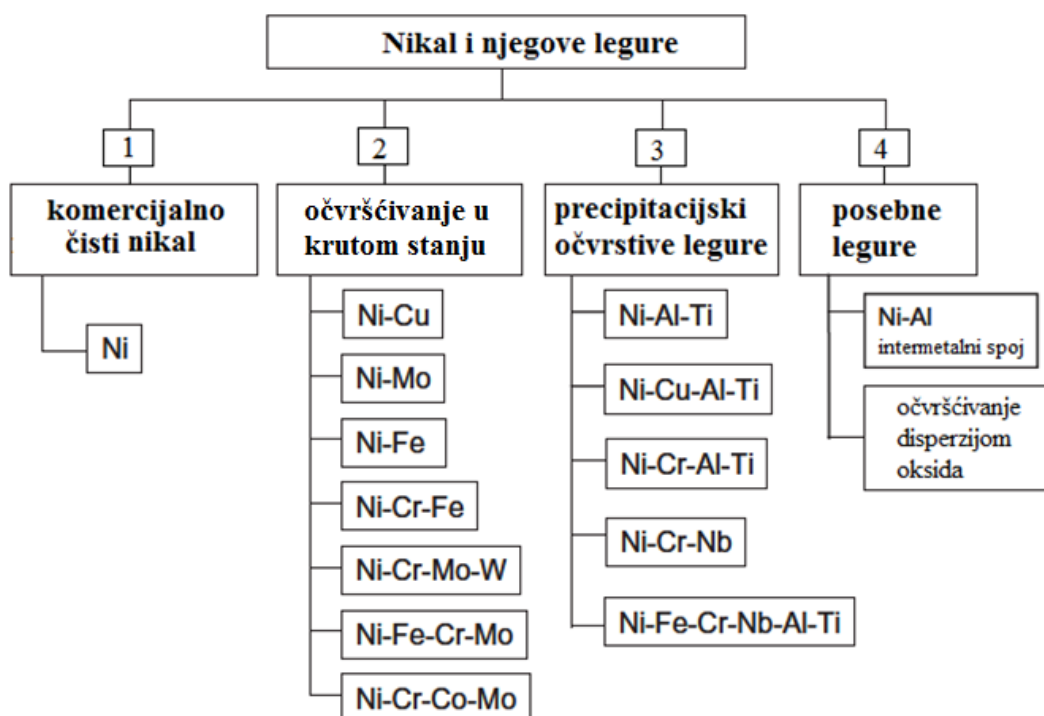 Nikal i njegove legure
1
2
3
4
komercijalno
čisti nikal
očvršćivanje u
krutom stanju
precipitacijski
očvrstive legure
posebne
legure
Ni
Ni-Cu
Ni-Mo
Ni-Fe
Ni-Cr-Fe
Ni-Cr-Mo-W
Ni-Fe-Cr-Mo
Ni-Cr-Co-Mo
Ni-Al-Ti
Ni-Cu-Al-Ti
Ni-Cr-Al-Ti
Ni-Cr-Nb
Ni-Fe-Cr-Nb-Al-Ti
Ni-Al
intermetalni spoj
očvršćivanje
disperzijom
oksida